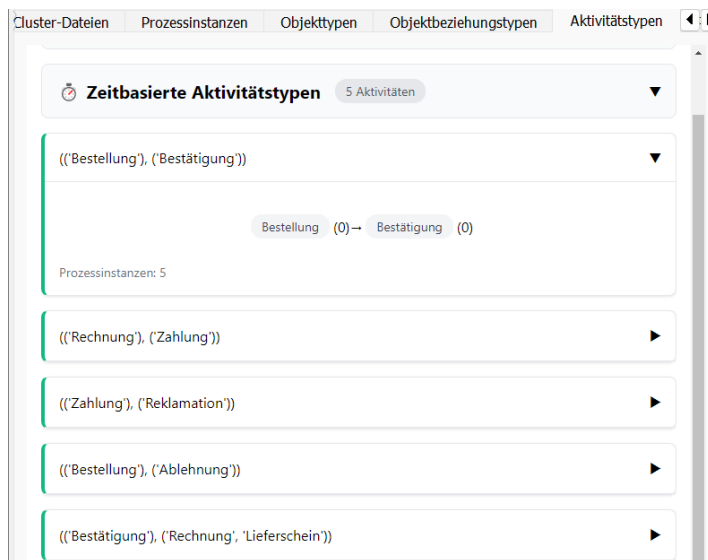 Cluster-Dateien Prozessinstanzen Objekttypen Objektbeziehungstypen Aktivitätstypen
Zeitbasierte Aktivitätstypen 5 Aktivitäten
(('Bestellung'), ('Bestätigung'))
Bestellung (0)→ Bestätigung (0)
Prozessinstanzen: 5
(('Rechnung'), ('Zahlung'))
(('Zahlung'), ('Reklamation'))
(('Bestellung'), ('Ablehnung'))
(('Bestätigung'), ('Rechnung', 'Lieferschein'))